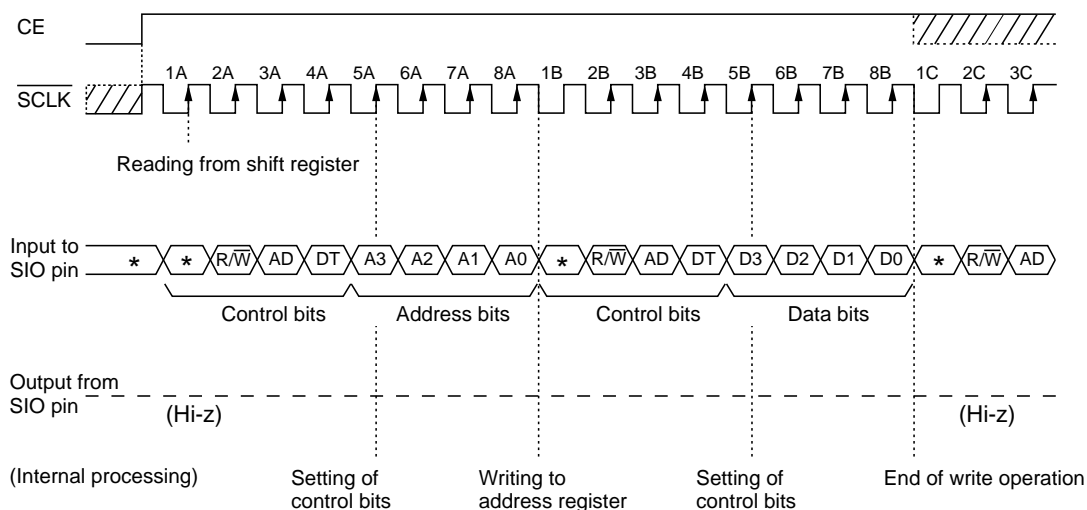 CE
1A 2A 3A 4A 5A 6A 7A 8A 1B 2B 3B 4B 5B 6B 7B 8B 1C 2C 3C
SCLK
Reading from shift register
Input to
SIO pin
* * R/W AD DT A3 A2 A1 A0 * R/W AD DT D3 D2 D1 D0 * R/W AD
Control bits Address bits Control bits Data bits
Output from
SIO pin
(Hi-z) (Hi-z)
(Internal processing)
Setting of
control bits
Writing to
address register
Setting of
control bits
End of write operation